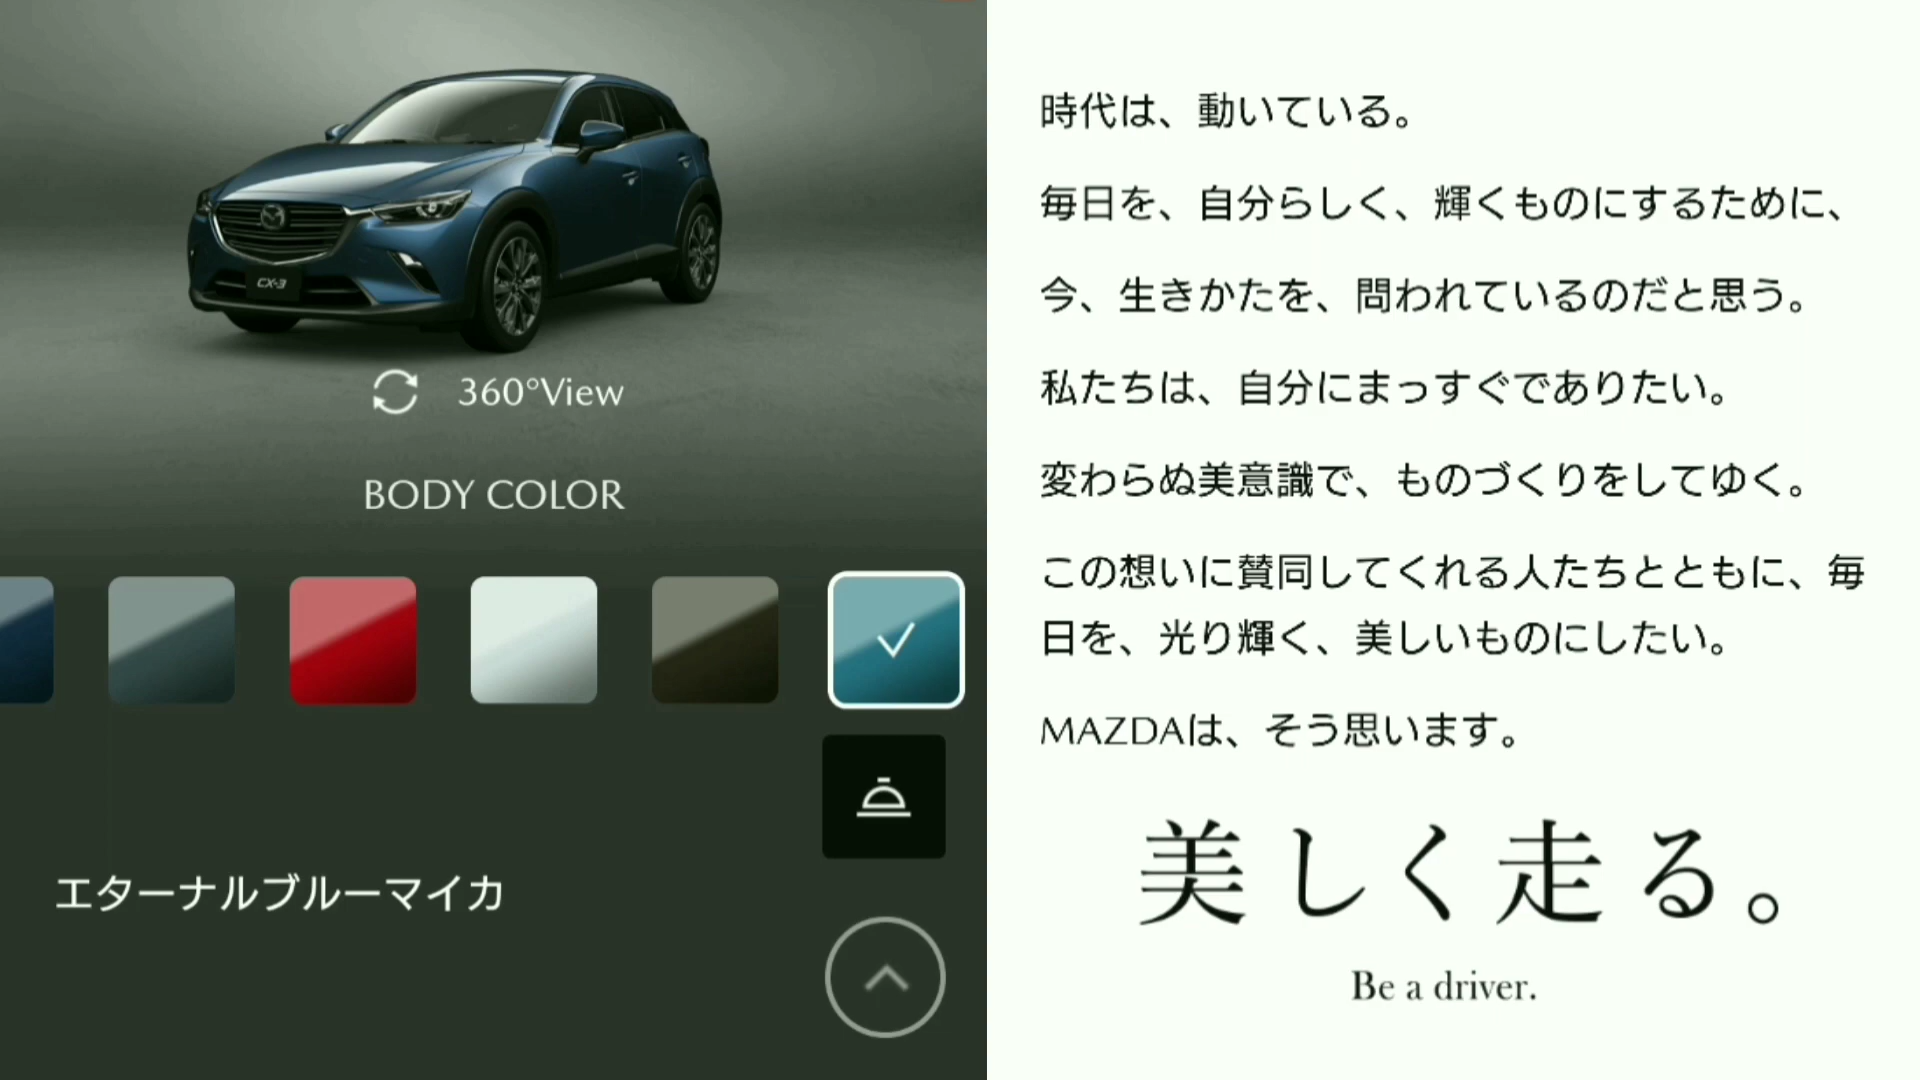 CX-3
360°View
BODY COLOR
エターナルブルーマイカ
時代は、動いている。
毎日を、自分らしく、輝くものにするために、
今、生きかたを、問われているのだと思う。
私たちは、自分にまっすぐでありたい。
変わらぬ美意識で、ものづくりをしてゆく。
この想いに賛同してくれる人たちとともに、毎
日を、光り輝く、美しいものにしたい。
MAZDAは、そう思います。
美しく走る。
Be a driver.